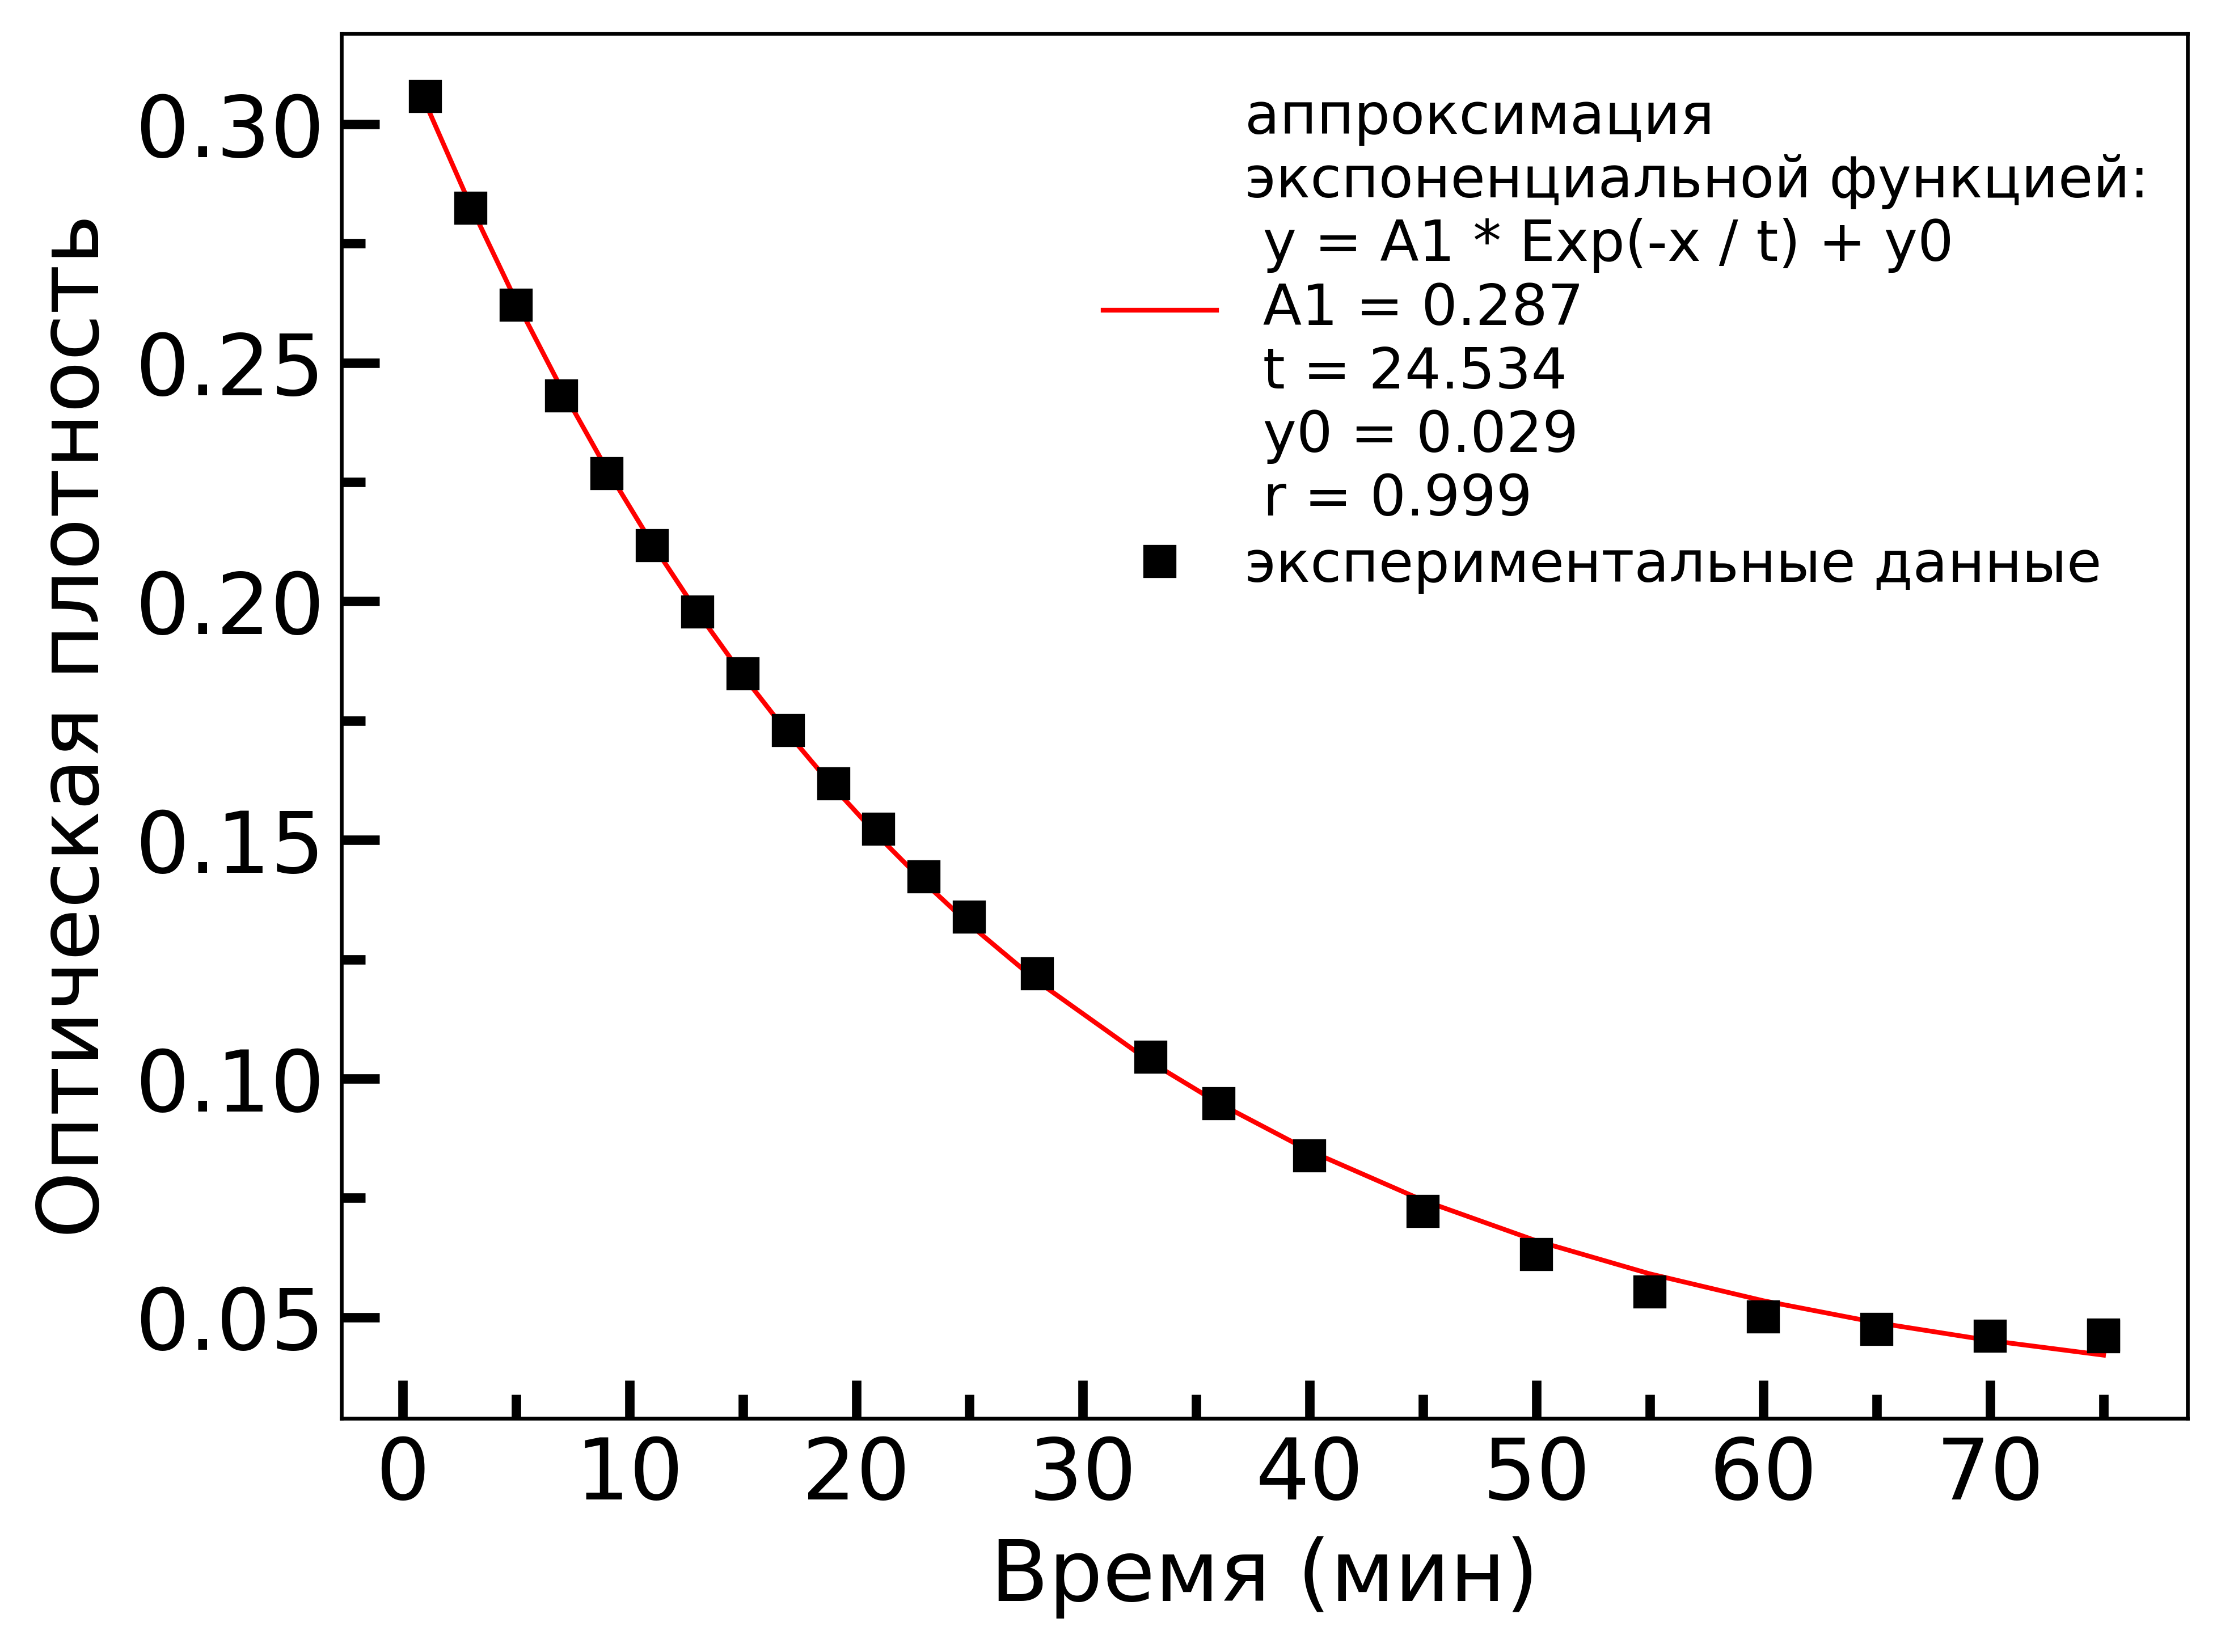 аппроксимация
экспоненциальной функцией:
y = A1 * Exp(-x / t) + y0
A1 = 0.287
t = 24.534
y0 = 0.029
r = 0.999
экспериментальные данные
Оптическая плотность
0.30
0.25
0.20
0.15
0.10
0.05
0 10 20 30 40 50 60 70
Время (мин)